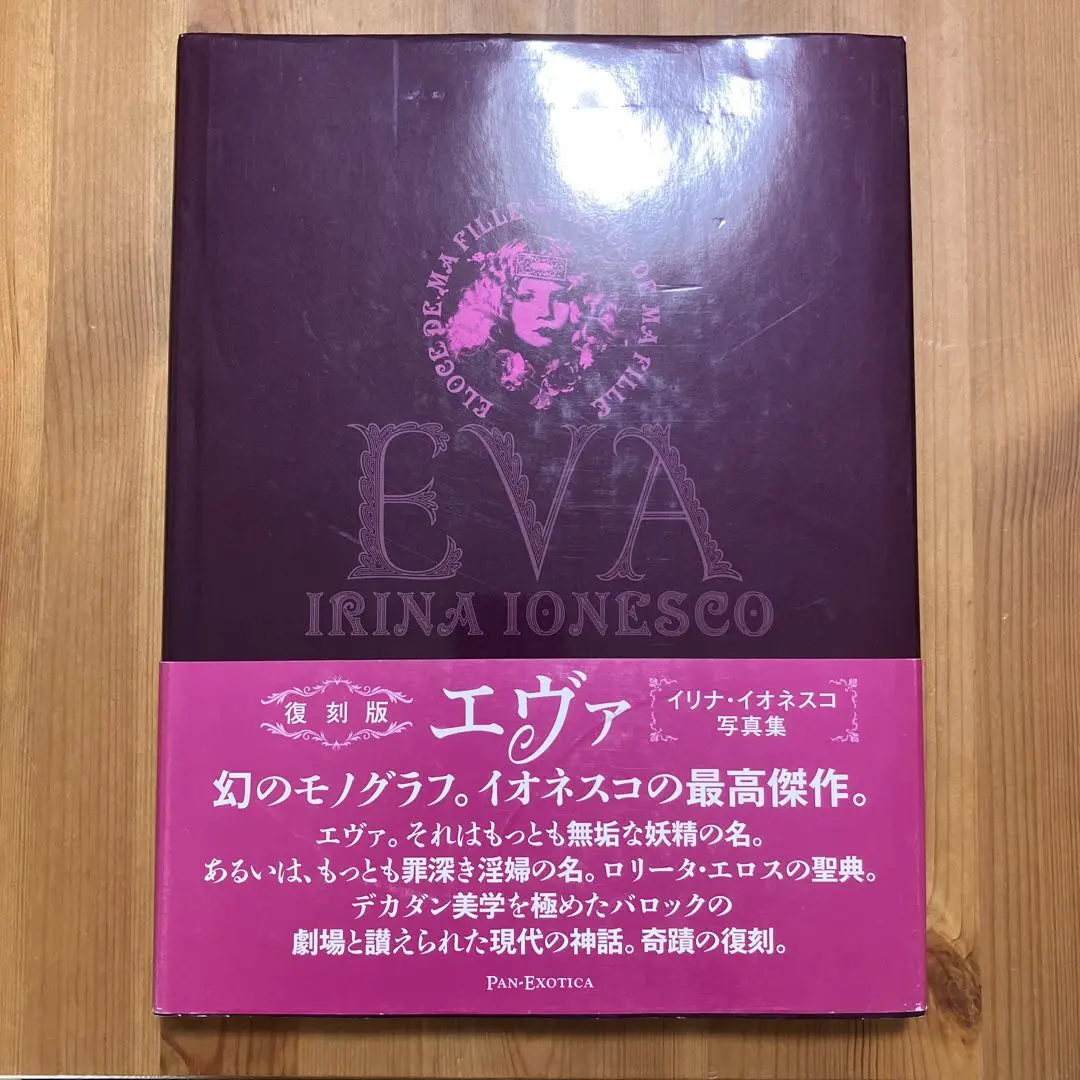 ELOGE DE MA FILLE
DE MA FILLE
EVA
IRINA IONESCO
復刻版
エヴァ
イリナ・イオネスコ
写真集
幻のモノグラフ。イオネスコの最高傑作。
エヴァ。それはもっとも無垢な妖精の名。
あるいは、もっとも罪深き淫婦の名。ロリータ・エロスの聖典。
デカダン美学を極めたバロックの
劇場と讃えられた現代の神話。奇蹟の復刻。
PAN-EXOTICA